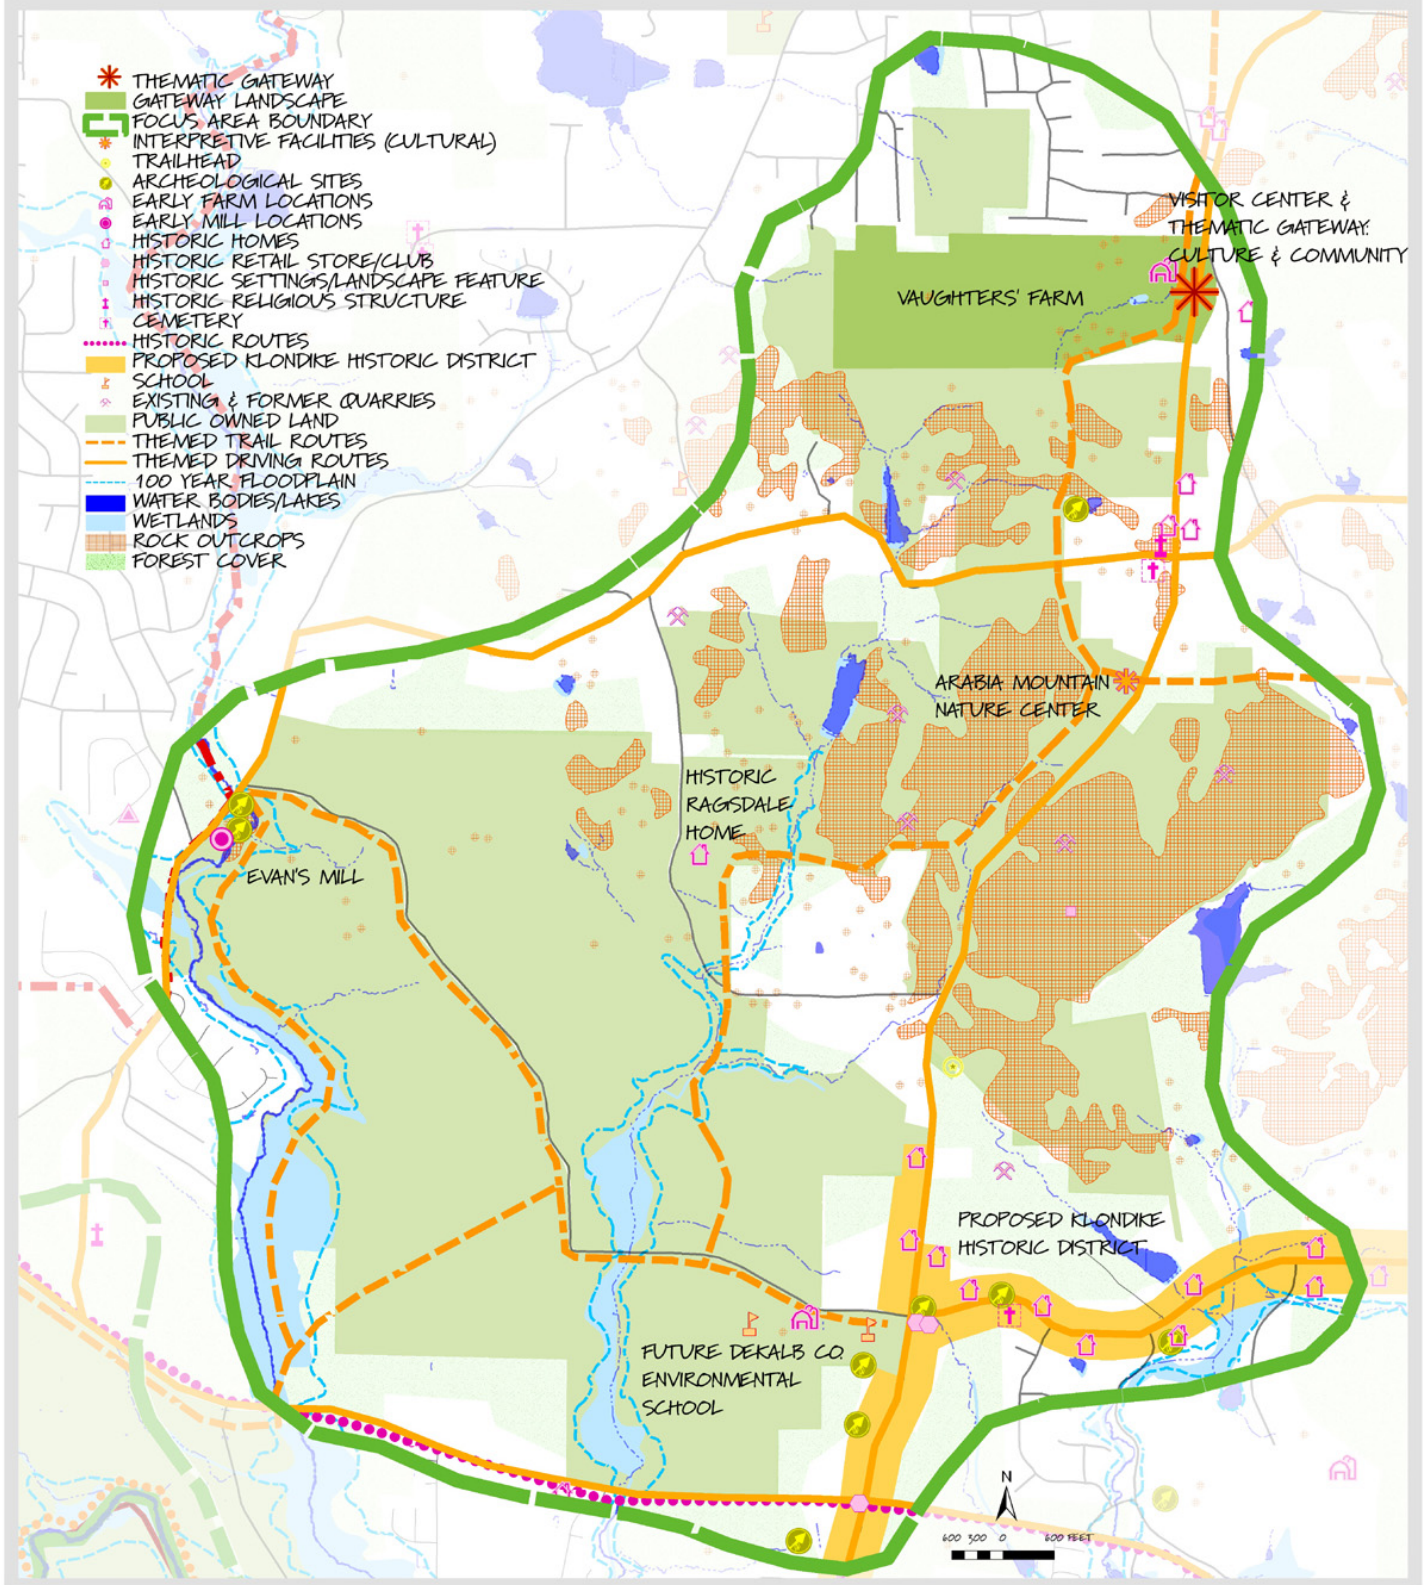 THEMATIC GATEWAY
GATEWAY LANDSCAPE
FOCUS AREA BOUNDARY
INTERPRETIVE FACILITIES (CULTURAL)
TRAILHEAD
ARCHEOLOGICAL SITES
EARLY FARM LOCATIONS
EARLY MILL LOCATIONS
HISTORIC HOMES
HISTORIC RETAIL STORE/CLUB
HISTORIC SETTINGS/LANDSCAPE FEATURE
HISTORIC RELIGIOUS STRUCTURE
CEMETERY
HISTORIC ROUTES
PROPOSED KLONDIKE HISTORIC DISTRICT
SCHOOL
EXISTING & FORMER QUARRIES
PUBLIC OWNED LAND
THEMED TRAIL ROUTES
THEMED DRIVING ROUTES
100 YEAR FLOODPLAIN
WATER BODIES/LAKES
WETLANDS
ROCK OUTCROPS
FOREST COVER
VISITOR CENTER &
THEMATIC GATEWAY:
CULTURE & COMMUNITY
VAUGHTERS' FARM
ARABIA MOUNTAIN
NATURE CENTER
HISTORIC
RAGSDALE
HOME
EVAN'S MILL
PROPOSED KLONDIKE
HISTORIC DISTRICT
FUTURE DEKALB CO.
ENVIRONMENTAL
SCHOOL
N
600 300 0 600 FEET